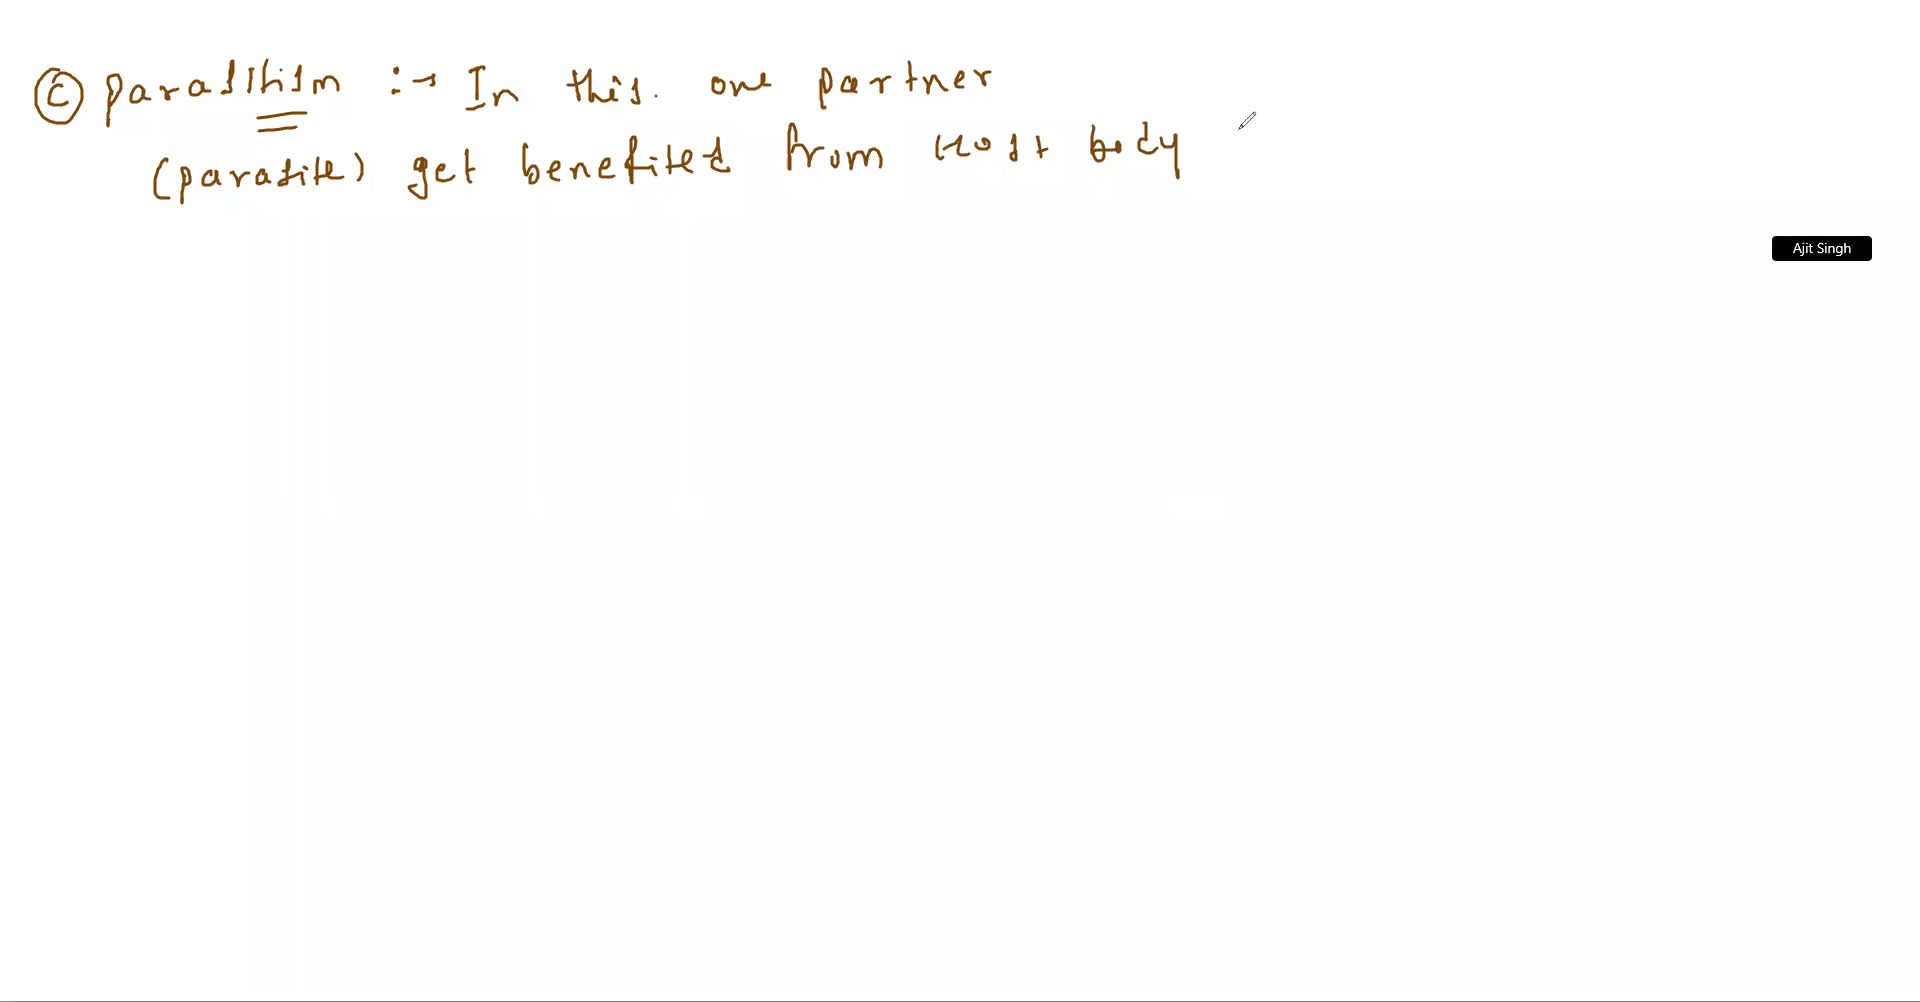 © parasitism :→ In this. one partner
(parasite) get benefited from Host body
Ajit Singh